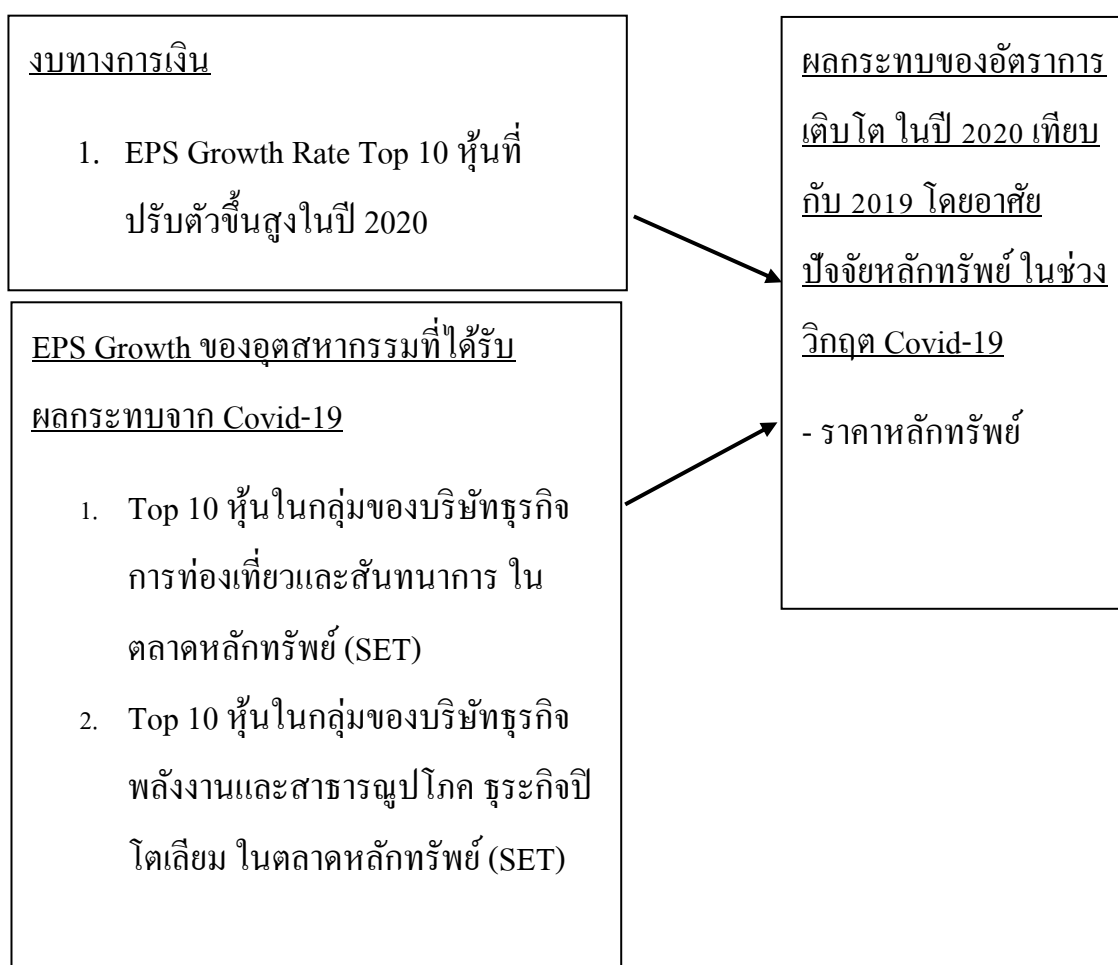 งบทางการเงิน
1. EPS Growth Rate Top 10 หุ้นที่
ปรับตัวขึ้นสูงในปี 2020
EPS Growth ของอุตสหากรรมที่ได้รับ
ผลกระทบจาก Covid-19
1. Top 10 หุ้นในกลุ่มของบริษัทธุรกิจ
การท่องเที่ยวและสันทนาการ ใน
ตลาดหลักทรัพย์ (SET)
2. Top 10 หุ้นในกลุ่มของบริษัทธุรกิจ
พลังงานและสาธารณูปโภค ธุระกิจปิ
โตเลียม ในตลาดหลักทรัพย์ (SET)
ผลกระทบของอัตราการ
เติบโต ในปี 2020 เทียบ
กับ 2019 โดยอาศัย
ปัจจัยหลักทรัพย์ ในช่วง
วิกฤต Covid-19
- ราคาหลักทรัพย์